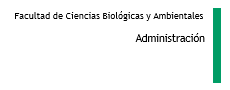 Facultad de Ciencias Biológicas y Ambientales
Administración